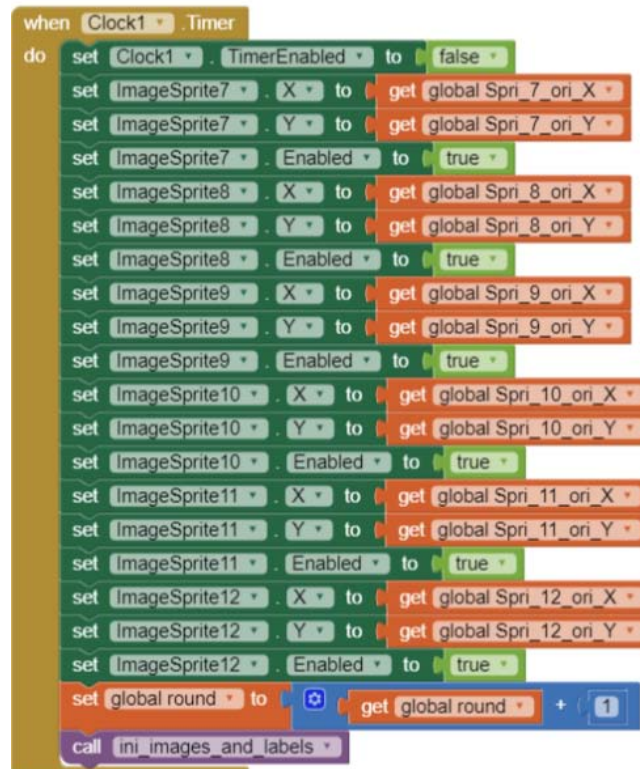 when Clock1 .Timer
do set Clock1 . TimerEnabled to false
set ImageSprite7 . X to get global Spri_7_ori_X
set ImageSprite7 . Y to get global Spri_7_ori_Y
set ImageSprite7 . Enabled to true
set ImageSprite8 . X to get global Spri_8_ori_X
set ImageSprite8 . Y to get global Spri_8_ori_Y
set ImageSprite8 . Enabled to true
set ImageSprite9 . X to get global Spri_9_ori_X
set ImageSprite9 . Y to get global Spri_9_ori_Y
set ImageSprite9 . Enabled to true
set ImageSprite10 . X to get global Spri_10_ori_X
set ImageSprite10 . Y to get global Spri_10_ori_Y
set ImageSprite10 . Enabled to true
set ImageSprite11 . X to get global Spri_11_ori_X
set ImageSprite11 . Y to get global Spri_11_ori_Y
set ImageSprite11 . Enabled to true
set ImageSprite12 . X to get global Spri_12_ori_X
set ImageSprite12 . Y to get global Spri_12_ori_Y
set ImageSprite12 . Enabled to true
set global round to get global round + 1
call ini_images_and_labels